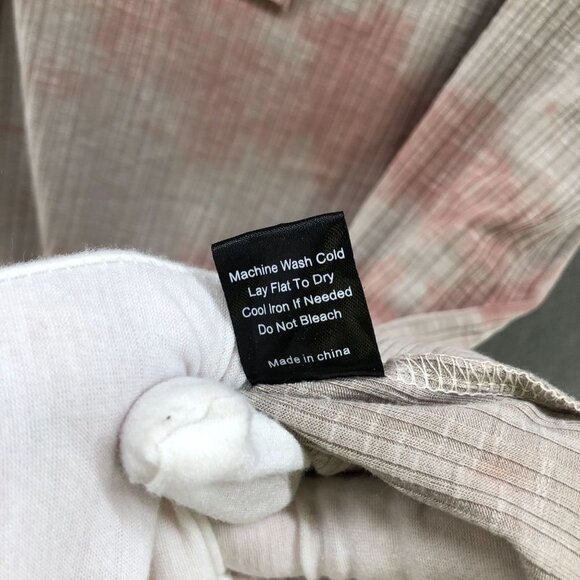 Machine Wash Cold
Lay Flat To Dry
Cool Iron If Needed
Do Not Bleach
Made in china